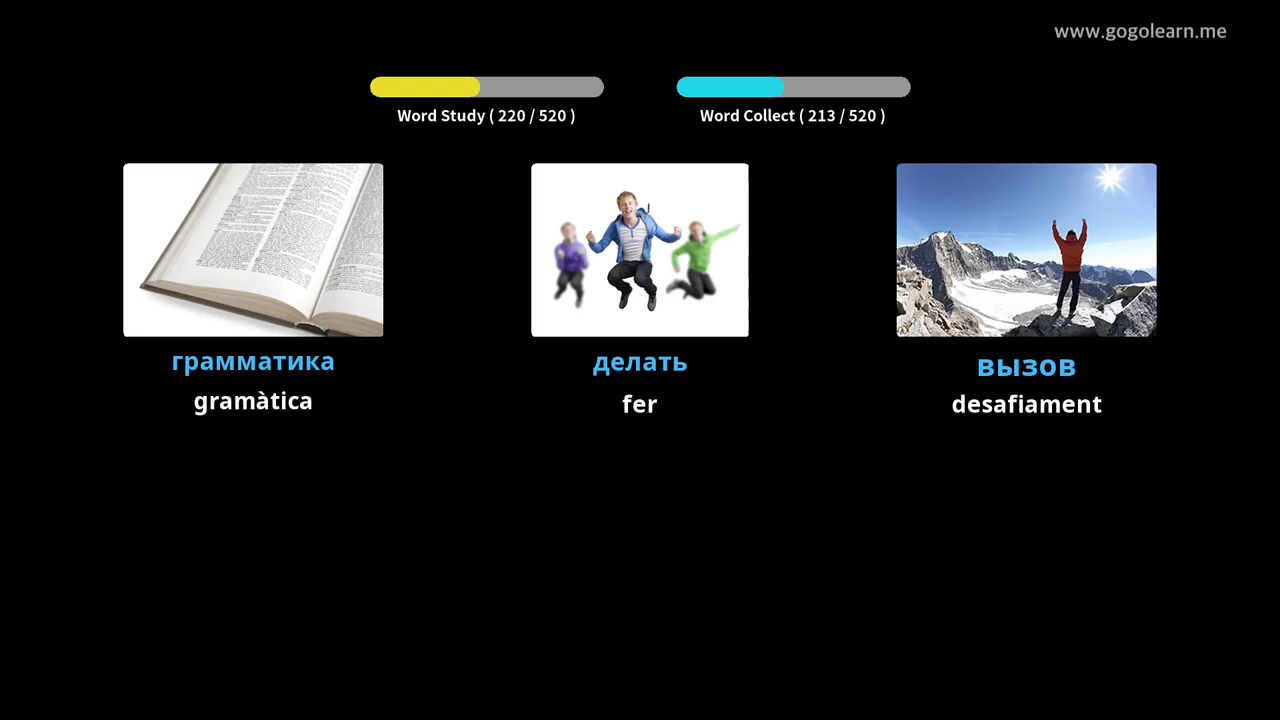 www.gogolearn.me
Word Study ( 220 / 520 )
Word Collect ( 213 / 520 )
грамматика
делать
вызов
gramàtica
fer
desafiament